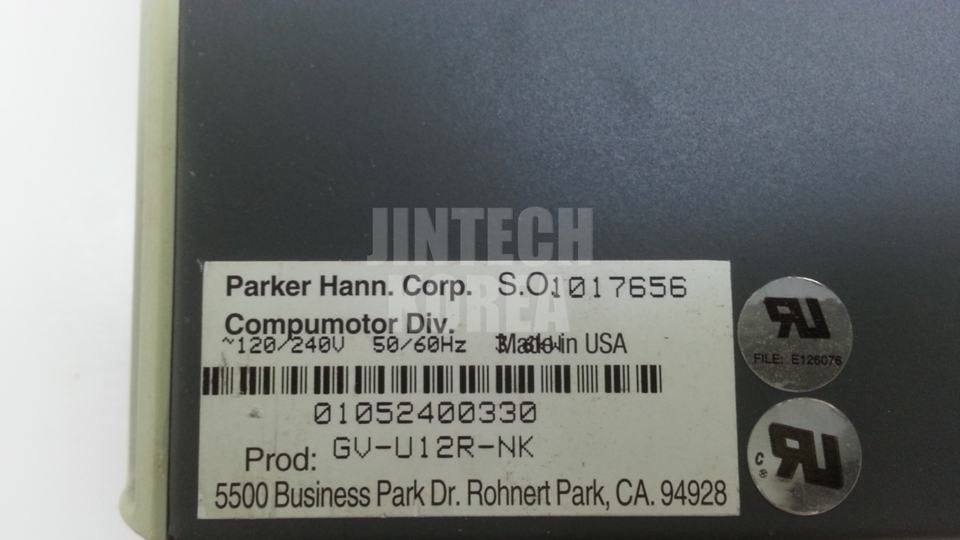 JINTECH
KOREA
Parker Hann. Corp. S.O.1017656
Compumotor Div.
~120/240V 50/60Hz Made in USA
01052400330
Prod: GV-U12R-NK
5500 Business Park Dr. Rohnert Park, CA. 94928
FILE: E126076